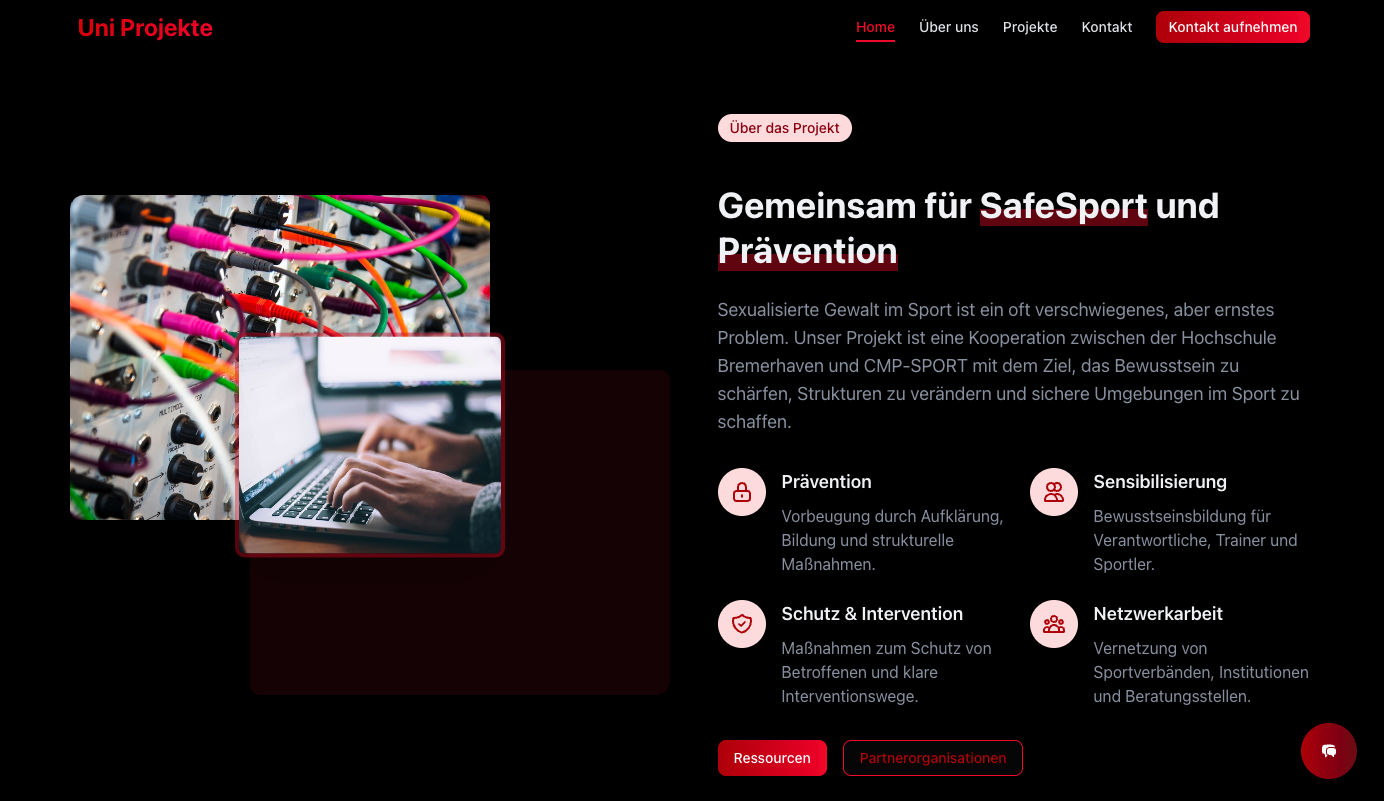 Uni Projekte
Home Über uns Projekte Kontakt Kontakt aufnehmen
Über das Projekt
Gemeinsam für SafeSport und
Prävention
Sexualisierte Gewalt im Sport ist ein oft verschwiegenes, aber ernstes
Problem. Unser Projekt ist eine Kooperation zwischen der Hochschule
Bremerhaven und CMP-SPORT mit dem Ziel, das Bewusstsein zu
schärfen, Strukturen zu verändern und sichere Umgebungen im Sport zu
schaffen.
Prävention
Vorbeugung durch Aufklärung,
Bildung und strukturelle
Maßnahmen.
Sensibilisierung
Bewusstseinsbildung für
Verantwortliche, Trainer und
Sportler.
Schutz & Intervention
Maßnahmen zum Schutz von
Betroffenen und klare
Interventionswege.
Netzwerkarbeit
Vernetzung von
Sportverbänden, Institutionen
und Beratungsstellen.
Ressourcen
Partnerorganisationen